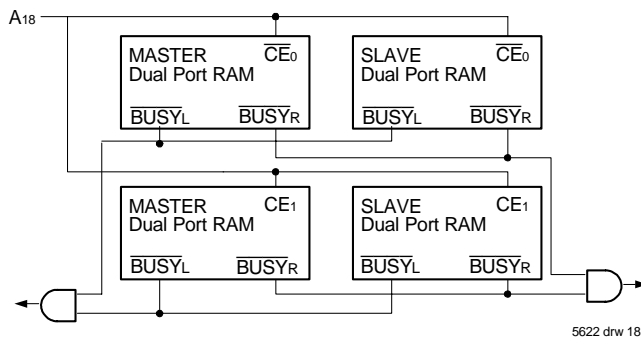 A18
MASTER CE0 SLAVE CE0
Dual Port RAM Dual Port RAM
BUSYL BUSYR BUSYL BUSYR
MASTER CE1 SLAVE CE1
Dual Port RAM Dual Port RAM
BUSYL BUSYR BUSYL BUSYR
5622 drw 18